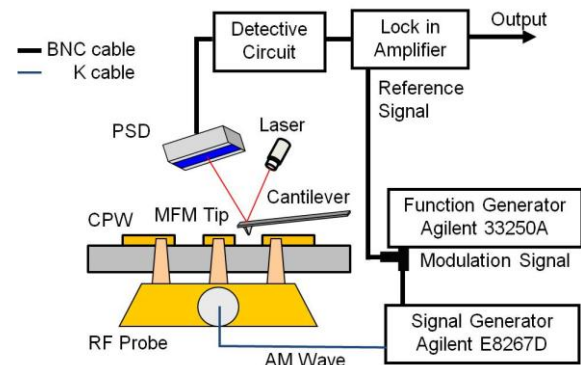 BNC cable
K cable
Detective
Circuit
Lock in
Amplifier
Output
Reference
Signal
PSD
Laser
Cantilever
MFM Tip
CPW
Function Generator
Agilent 33250A
Modulation Signal
RF Probe
AM Wave
Signal Generator
Agilent E8267D